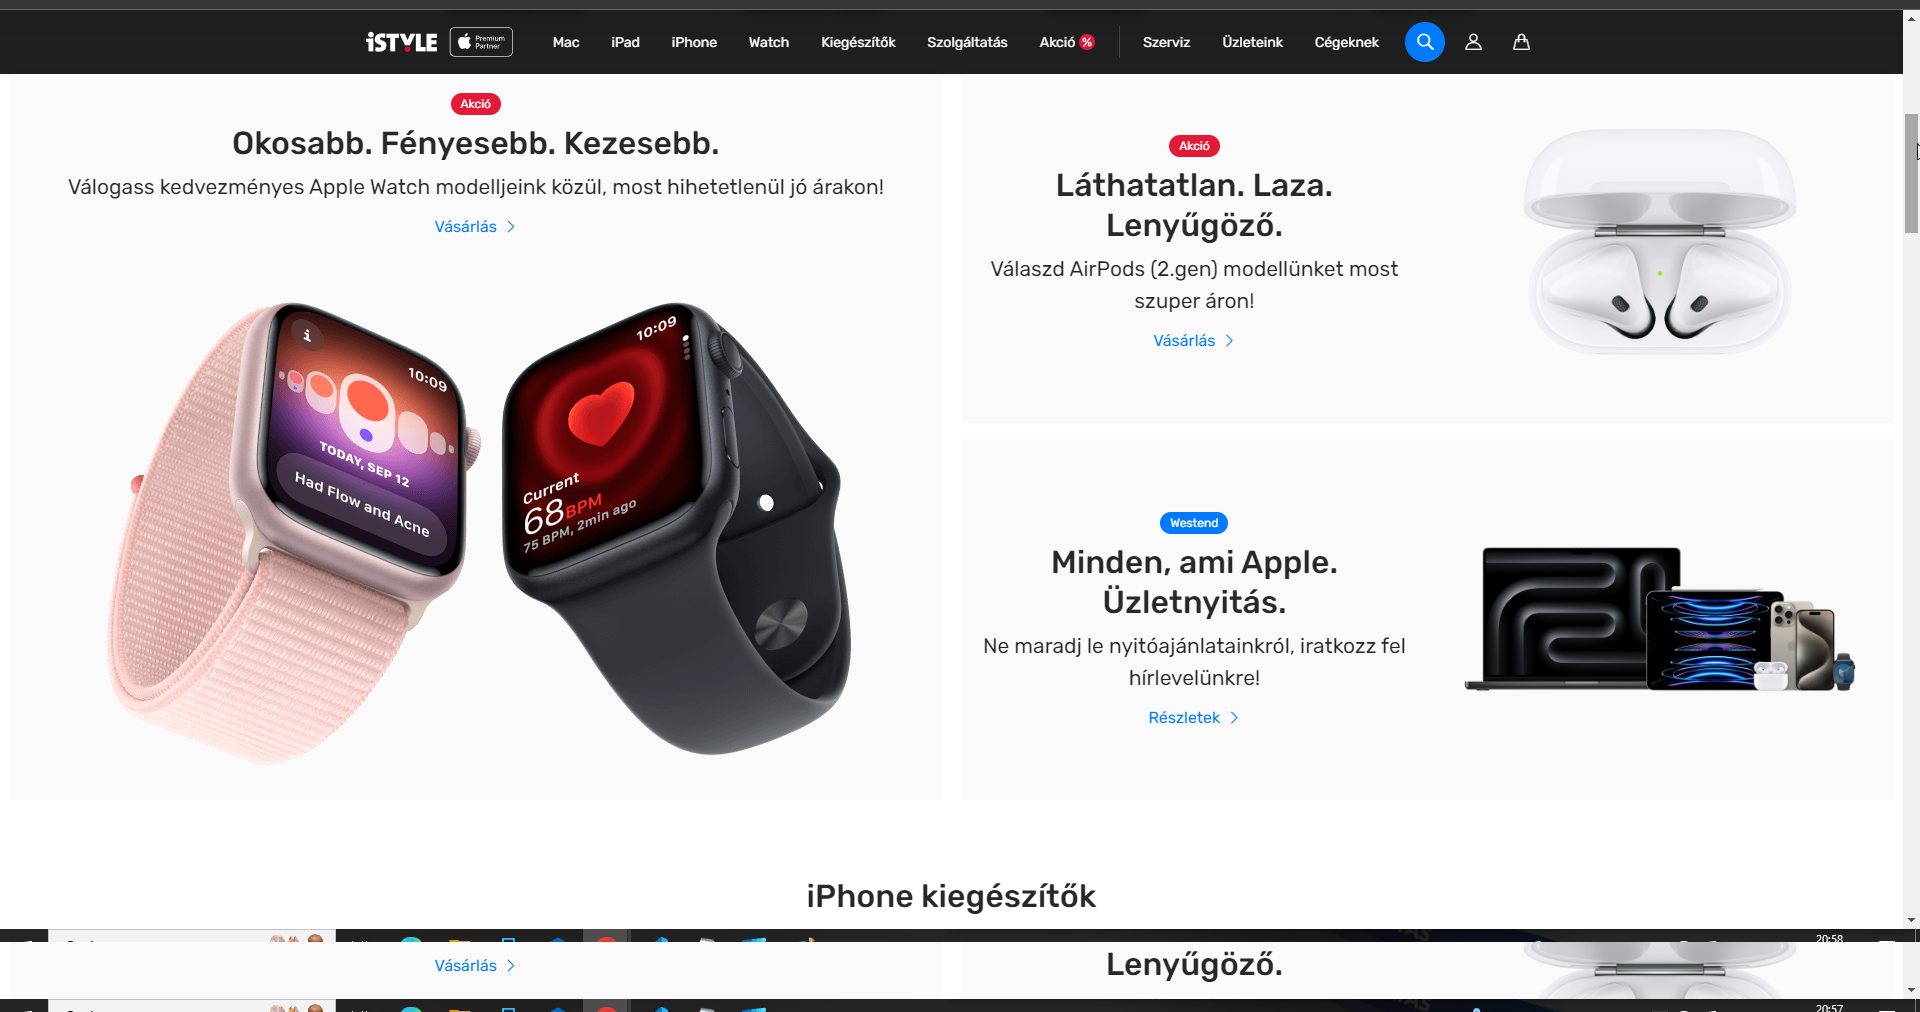 iSTYLE
Premium
Partner
Mac
iPad
iPhone
Watch
Kiegészítők
Szolgáltatás
Akció %
Szerviz
Üzleteink
Cégeknek
Akció
Okosabb. Fényesebb. Kezesebb.
Válogass kedvezményes Apple Watch modelljeink közül, most hihetetlenül jó árakon!
Vásárlás
i
10:09
TODAY, SEP 12
Had Flow and Acne
10:09
Current
68 BPM
75 BPM, 2min ago
Akció
Láthatatlan. Laza.
Lenyűgöző.
Válaszd AirPods (2.gen) modellünket most
szuper áron!
Vásárlás
Westend
Minden, ami Apple.
Üzletnyitás.
Ne maradj le nyitóajánlatainkról, iratkozz fel
hírlevelünkre!
Részletek
iPhone kiegészítők
20:58
Vásárlás
Lenyűgöző.
20:57